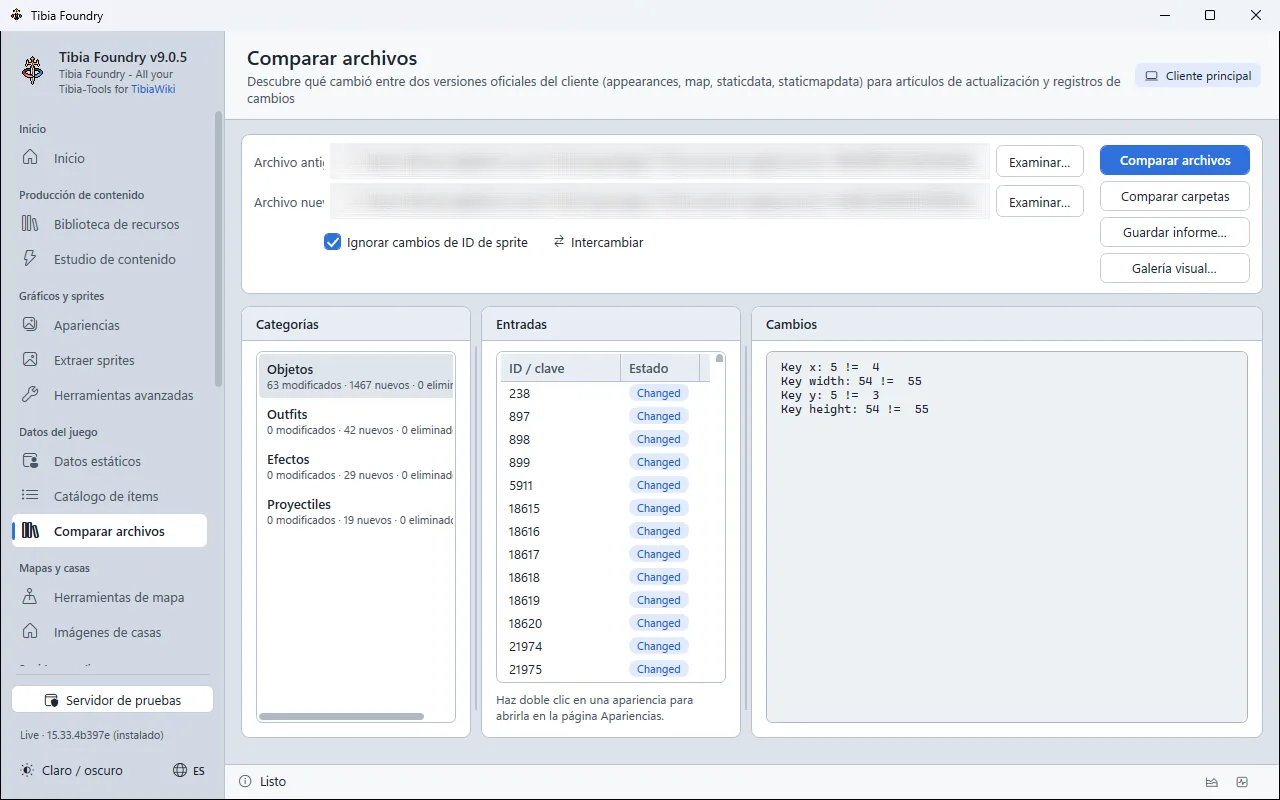 Tibia Foundry
Tibia Foundry v9.0.5
Tibia Foundry - All your
Tibia-Tools for TibiaWiki
Inicio
Inicio
Producción de contenido
Biblioteca de recursos
Estudio de contenido
Gráficos y sprites
Apariencias
Extraer sprites
Herramientas avanzadas
Datos del juego
Datos estáticos
Catálogo de ítems
Comparar archivos
Mapas y casas
Herramientas de mapa
Imágenes de casas
Servidor de pruebas
Live · 15.33.4b397e (instalado)
Claro / oscuro
ES
Comparar archivos
Descubre qué cambió entre dos versiones oficiales del cliente (appearances, map, staticdata, staticmapdata) para artículos de actualización y registros de
cambios
Cliente principal
Archivo anti
Examinar...
Archivo nuev
Examinar...
Ignorar cambios de ID de sprite
Intercambiar
Comparar archivos
Comparar carpetas
Guardar informe...
Galería visual...
Categorías
Objetos
63 modificados · 1467 nuevos · 0 elimin
Outfits
0 modificados · 42 nuevos · 0 eliminad
Efectos
0 modificados · 29 nuevos · 0 eliminad
Proyectiles
0 modificados · 19 nuevos · 0 eliminado
Entradas
ID / clave Estado
238 Changed
897 Changed
898 Changed
899 Changed
5911 Changed
18615 Changed
18616 Changed
18617 Changed
18618 Changed
18619 Changed
18620 Changed
21974 Changed
21975 Changed
Haz doble clic en una apariencia para
abrirla en la página Apariencias.
Cambios
Key x: 5 != 4
Key width: 54 != 55
Key y: 5 != 3
Key height: 54 != 55
Listo